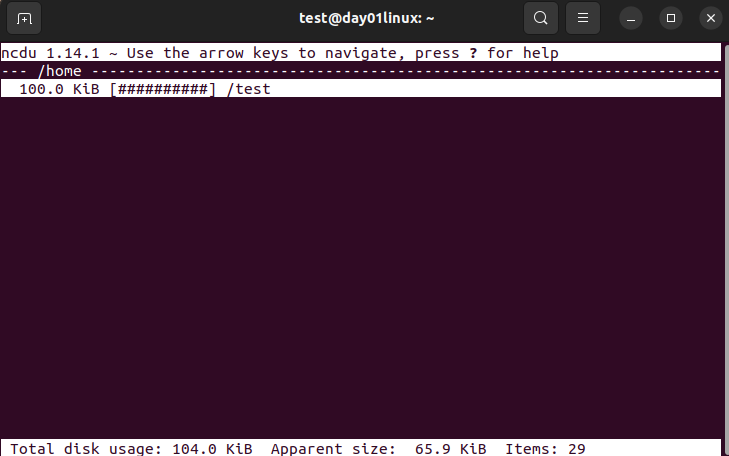 test@day01linux: ~
ncdu 1.14.1 ~ Use the arrow keys to navigate, press ? for help
--- /home ----------------------------------------------------------------------
  100.0 KiB [##########] /test
 Total disk usage: 104.0 KiB  Apparent size:  65.9 KiB  Items: 29